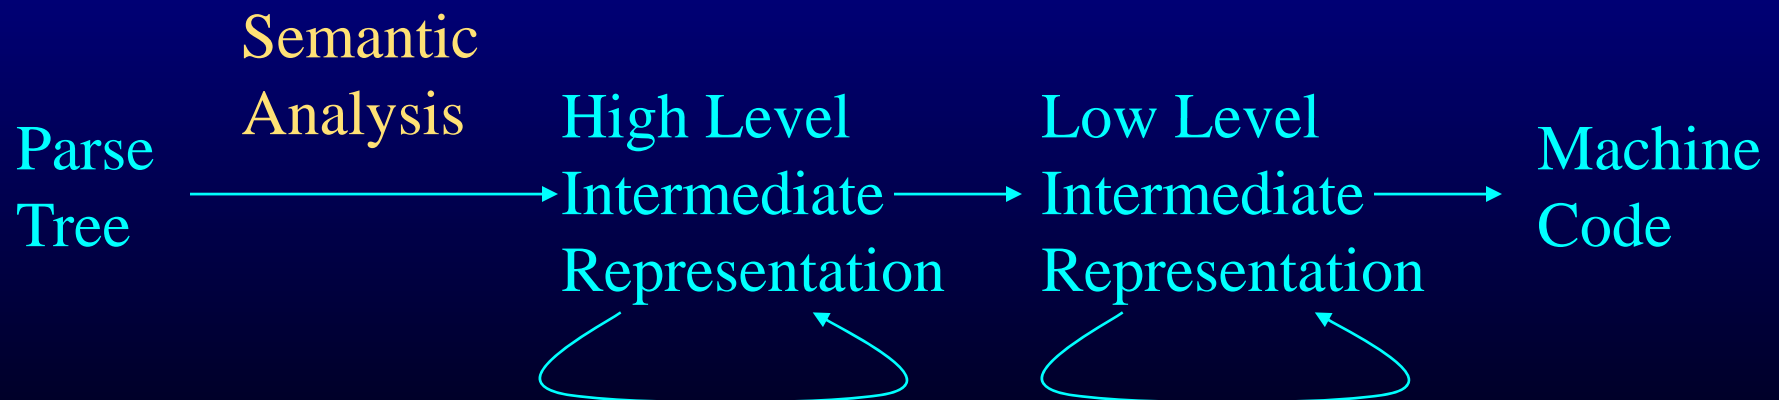 Semantic
Analysis
Parse
Tree
High Level
Intermediate
Representation
Low Level
Intermediate
Representation
Machine
Code